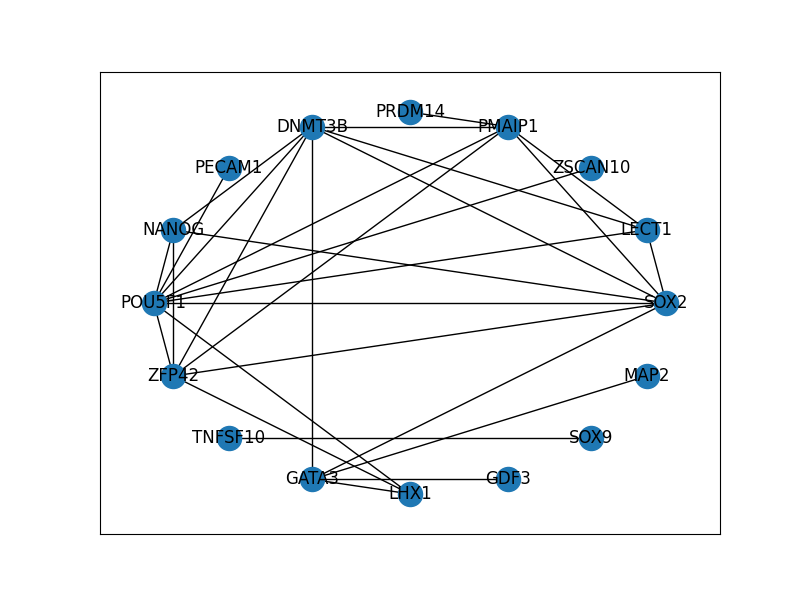 PRDM14
DNMT3B
PMAIP1
PECAM1
ZSCAN10
NANOG
LECT1
POU5F1
SOX2
ZFP42
MAP2
TNFSF10
SOX9
GATA3
GDF3
LHX1